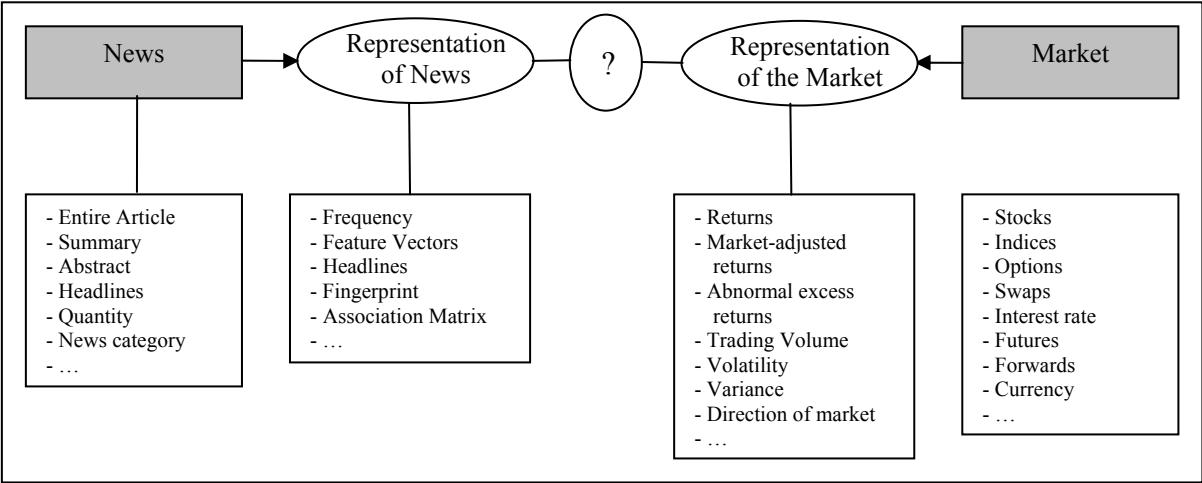 News
Representation
of News
?
Representation
of the Market
Market
- Entire Article
- Summary
- Abstract
- Headlines
- Quantity
- News category
- …
- Frequency
- Feature Vectors
- Headlines
- Fingerprint
- Association Matrix
- …
- Returns
- Market-adjusted
returns
- Abnormal excess
returns
- Trading Volume
- Volatility
- Variance
- Direction of market
- …
- Stocks
- Indices
- Options
- Swaps
- Interest rate
- Futures
- Forwards
- Currency
- …